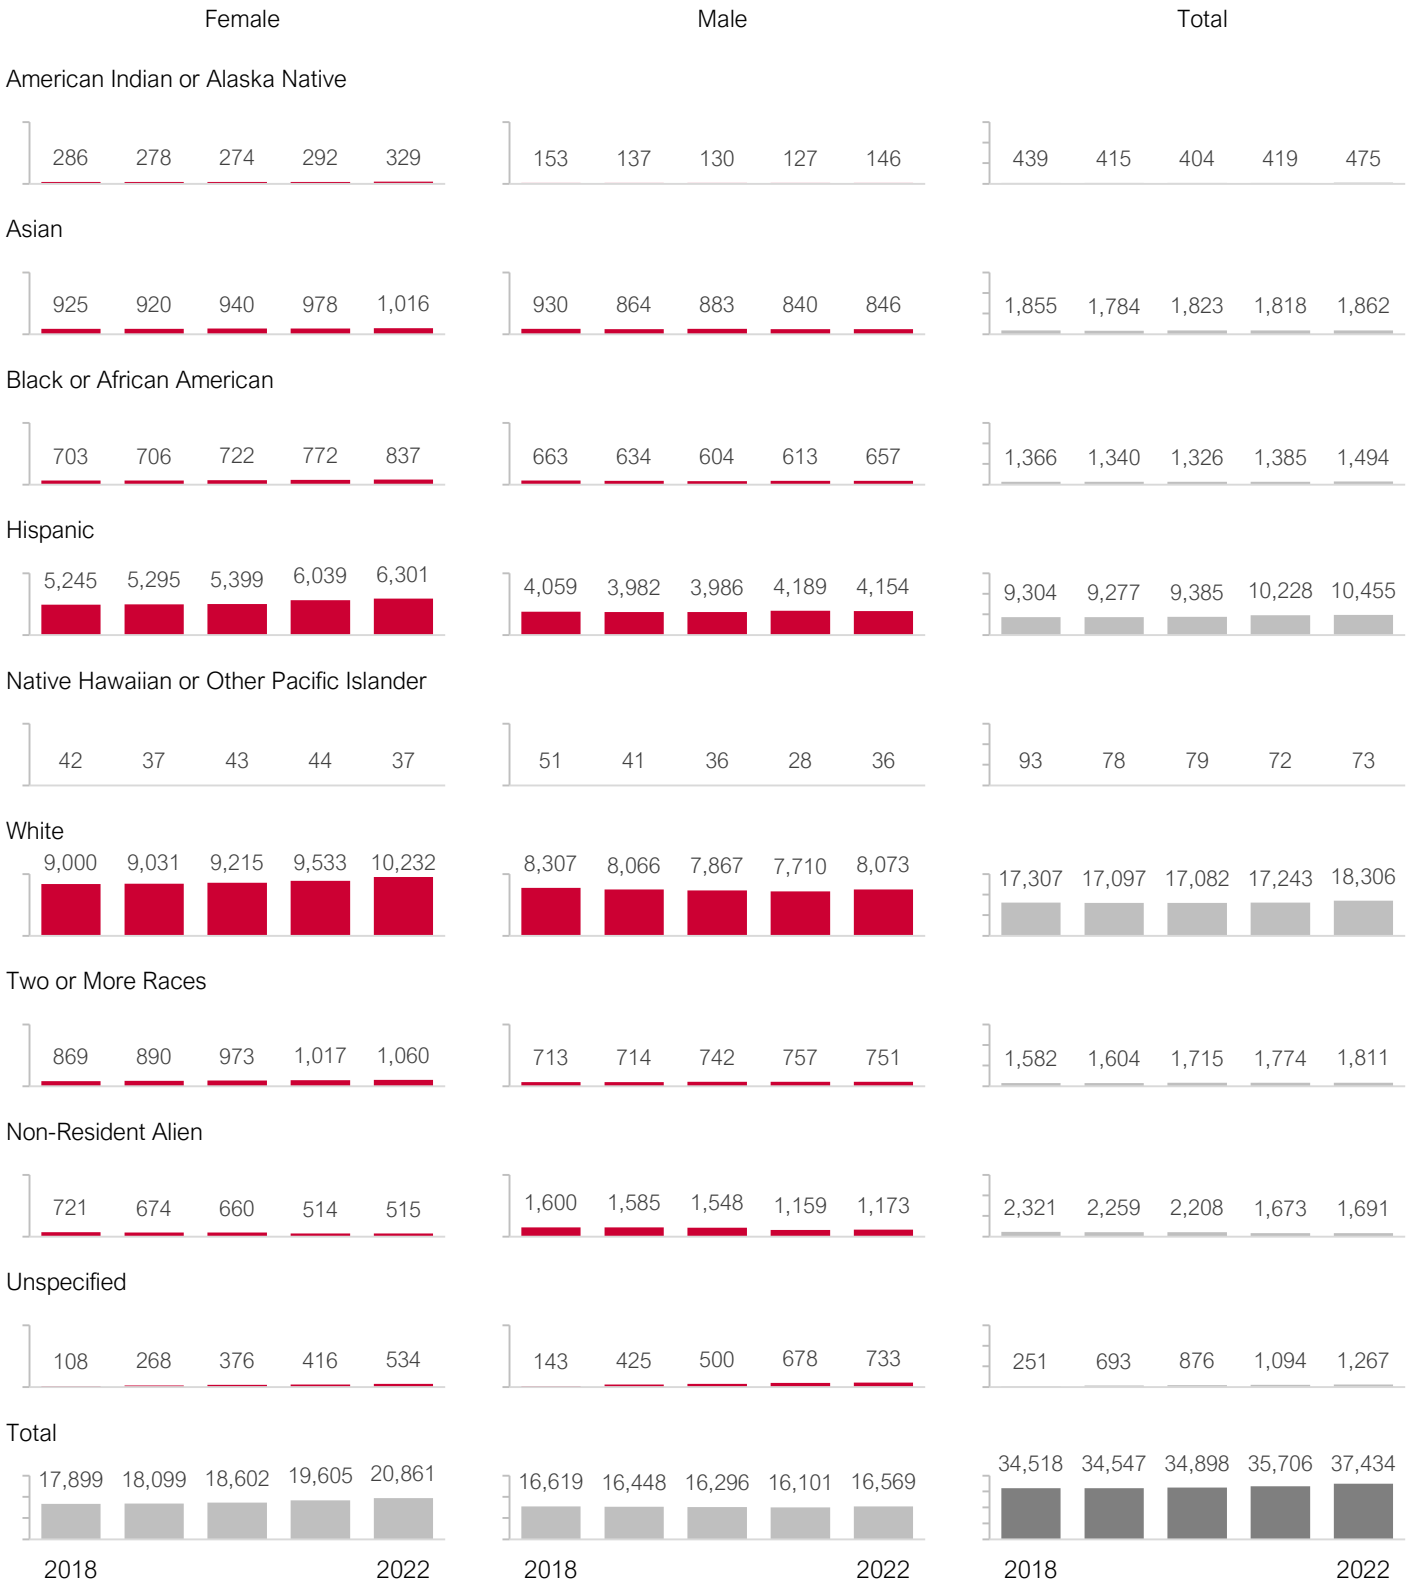 Female Male Total
American Indian or Alaska Native
286 278 274 292 329 153 137 130 127 146 439 415 404 419 475
Asian
925 920 940 978 1,016 930 864 883 840 846 1,855 1,784 1,823 1,818 1,862
Black or African American
703 706 722 772 837 663 634 604 613 657 1,366 1,340 1,326 1,385 1,494
Hispanic
5,245 5,295 5,399 6,039 6,301 4,059 3,982 3,986 4,189 4,154 9,304 9,277 9,385 10,228 10,455
Native Hawaiian or Other Pacific Islander
42 37 43 44 37 51 41 36 28 36 93 78 79 72 73
White
9,000 9,031 9,215 9,533 10,232 8,307 8,066 7,867 7,710 8,073 17,307 17,097 17,082 17,243 18,306
Two or More Races
869 890 973 1,017 1,060 713 714 742 757 751 1,582 1,604 1,715 1,774 1,811
Non-Resident Alien
721 674 660 514 515 1,600 1,585 1,548 1,159 1,173 2,321 2,259 2,208 1,673 1,691
Unspecified
108 268 376 416 534 143 425 500 678 733 251 693 876 1,094 1,267
Total
17,899 18,099 18,602 19,605 20,861 16,619 16,448 16,296 16,101 16,569 34,518 34,547 34,898 35,706 37,434
2018 2022 2018 2022 2018 2022